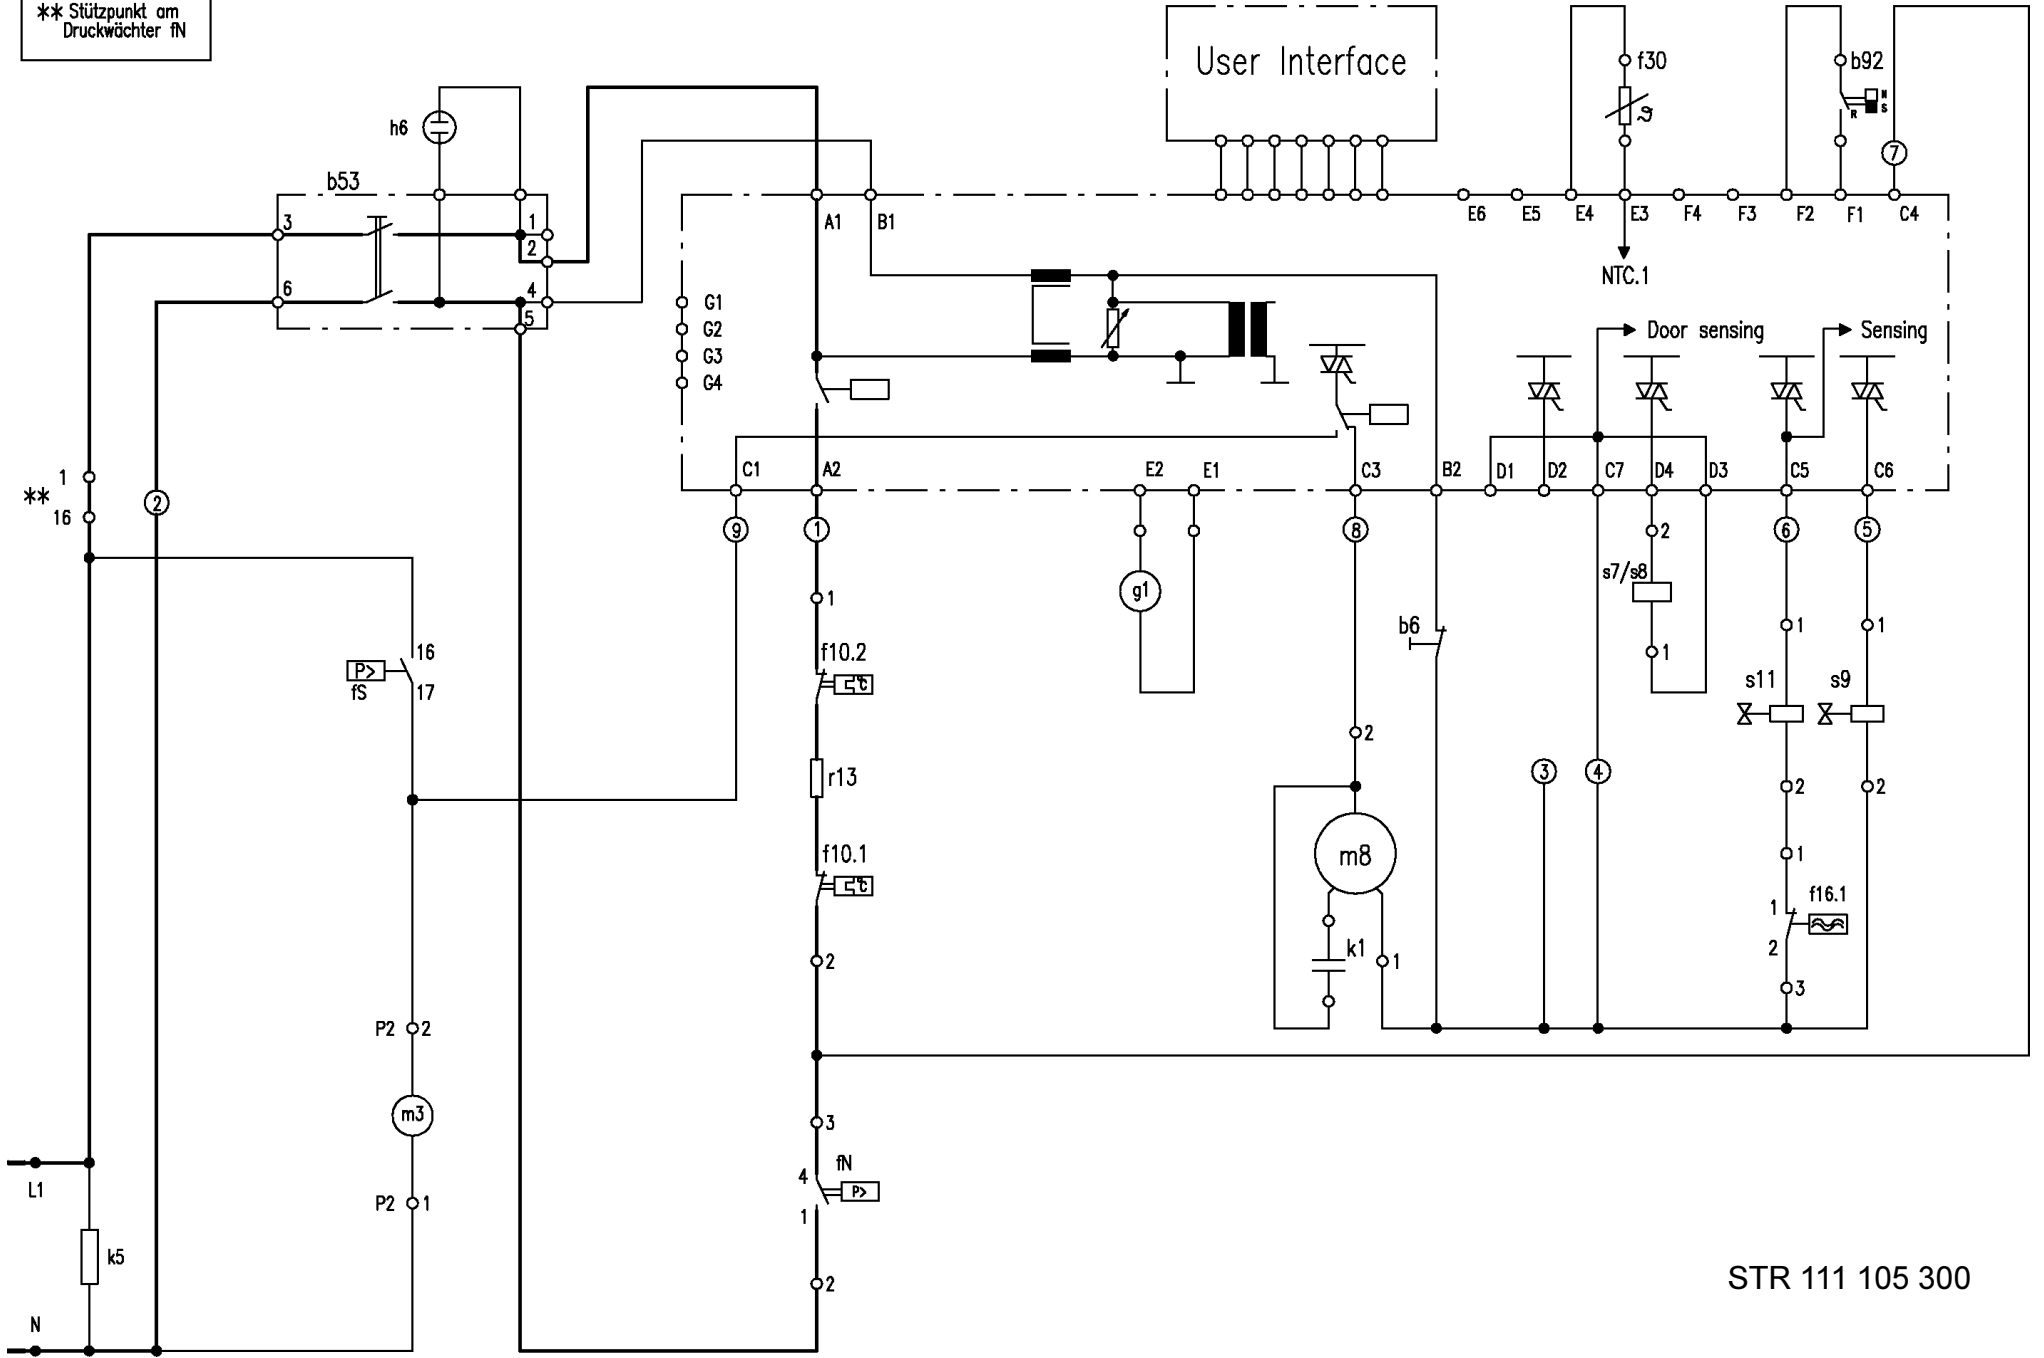 ** Stützpunkt am
Druckwächter fN
User Interface
f30
b92
N
S
R
h6
7
b53
3
1
2
6
4
5
A1
B1
E6
E5
E4
E3
F4
F3
F2
F1
C4
NTC.1
G1
G2
G3
G4
Door sensing
Sensing
C1
A2
E2
E1
C3
B2
D1
D2
C7
D4
D3
C5
C6
1
**
16
2
9
1
8
2
6
5
g1
s7/s8
1
1
1
b6
1
16
P>
fS
17
f10.2
°C
s11
s9
2
r13
3
4
2
2
f10.1
°C
m8
1
f16.1
1
2
k1
2
1
3
P2
2
m3
3
fN
4
P>
1
L1
P2
1
k5
2
STR 111 105 300
N